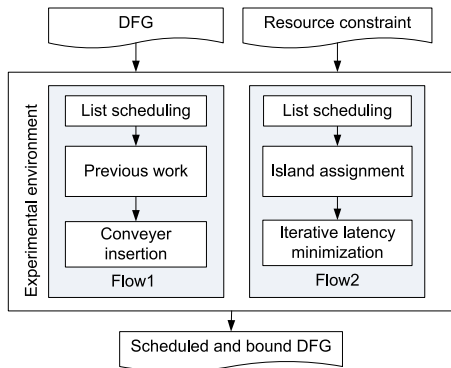 DFG
Resource constraint
Experimental environment
List scheduling
Previous work
Conveyer
insertion
Flow1
List scheduling
Island assignment
Iterative latency
minimization
Flow2
Scheduled and bound DFG